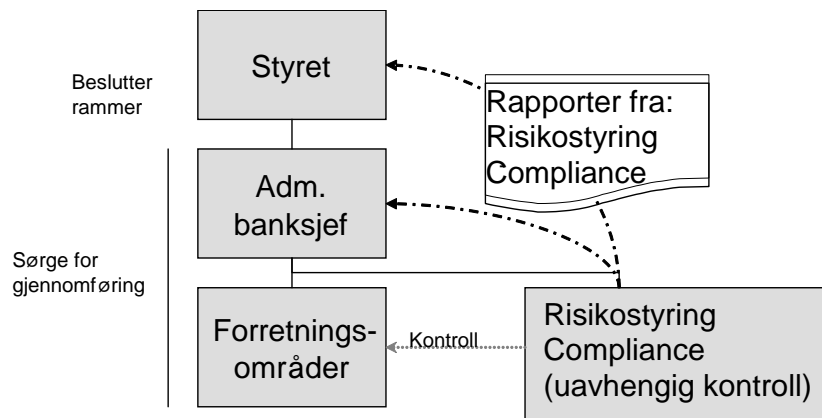 Styret
Beslutter
rammer
Rapporter fra:
Risikostyring
Compliance
Adm.
banksjef
Sørge for
gjennomføring
Forretnings-
områder
Kontroll
Risikostyring
Compliance
(uavhengig kontroll)